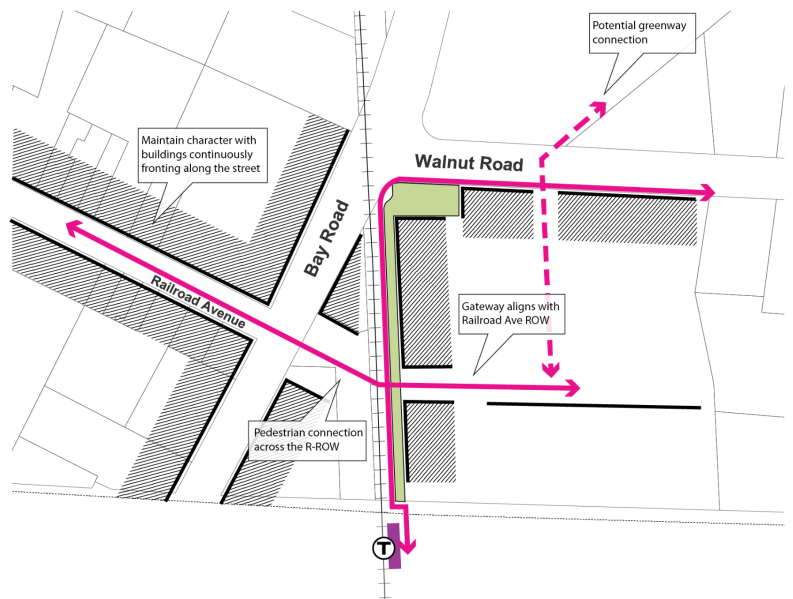 Potential greenway
connection
Maintain character with
buildings continuously
fronting along the street
Walnut Road
Bay Road
Railroad Avenue
Gateway aligns with
Railroad Ave ROW
Pedestrian connection
across the R-ROW
T